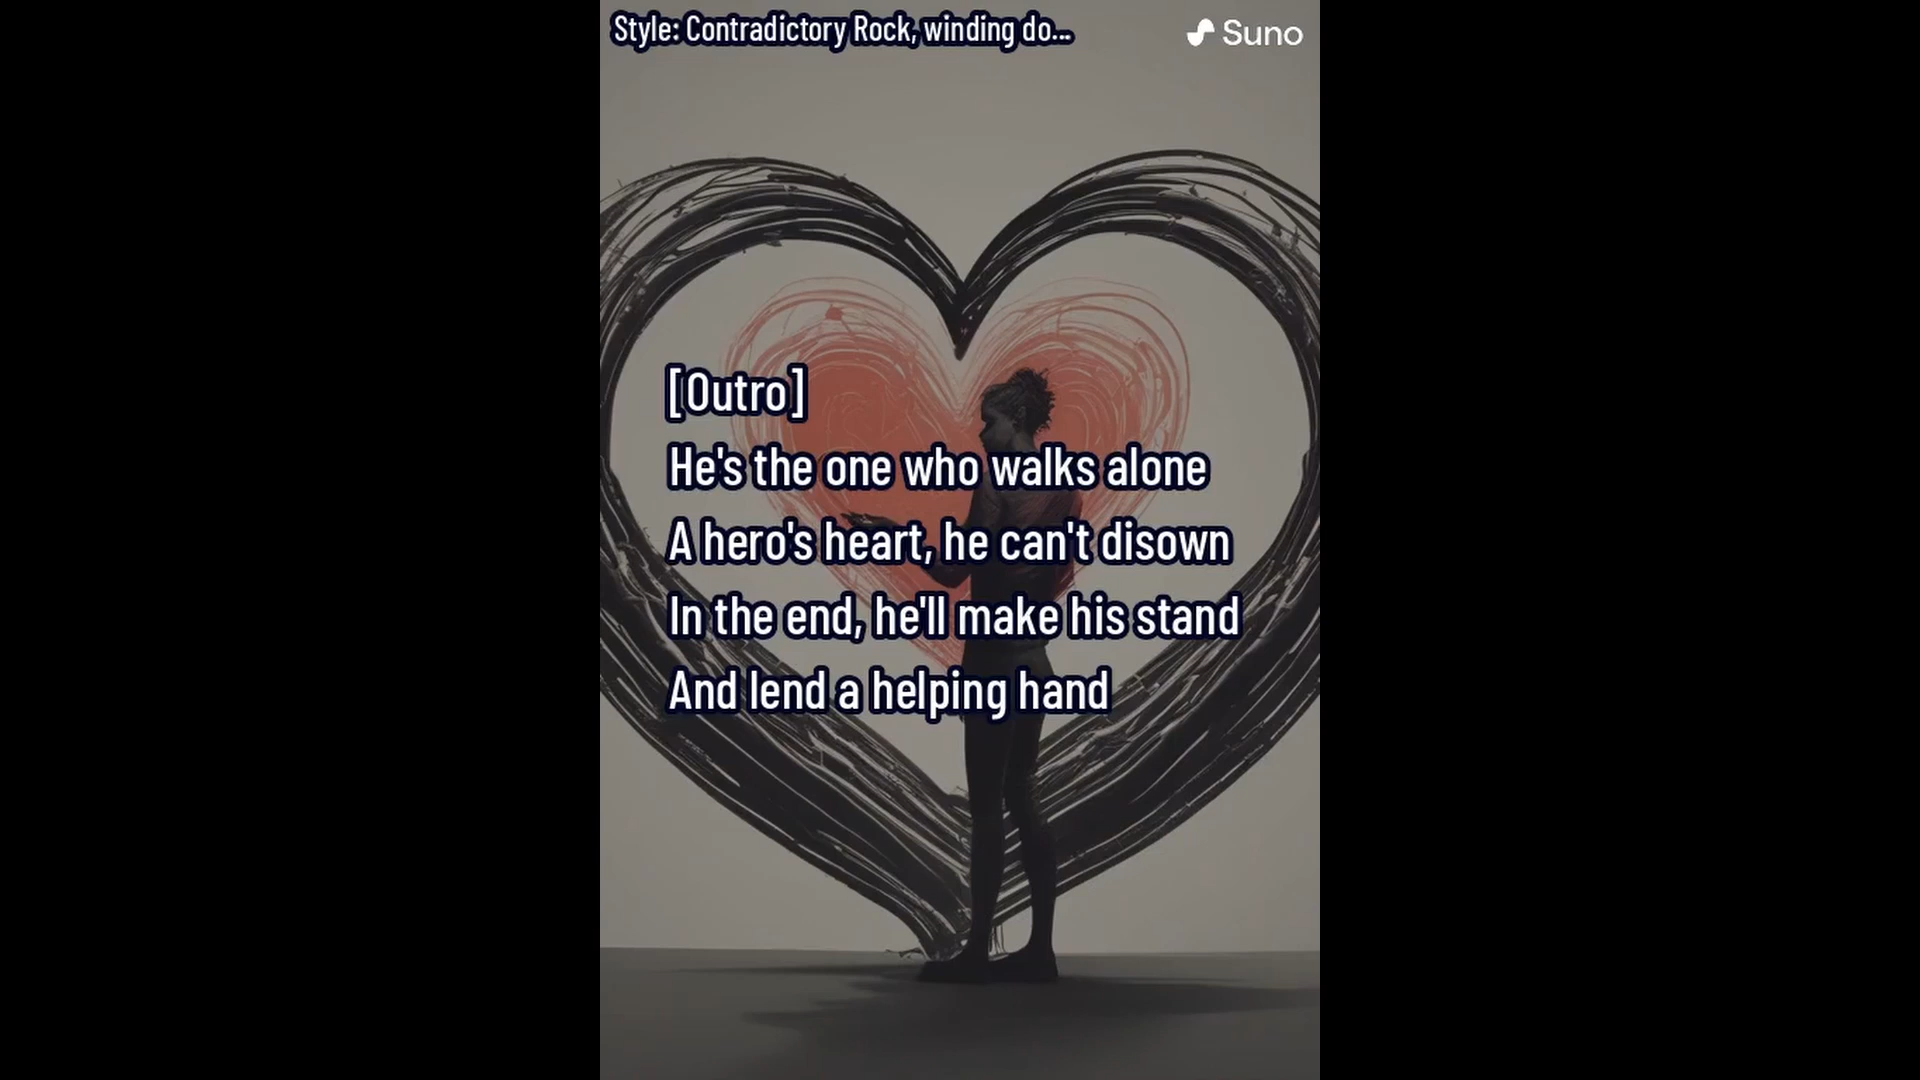 Style: Contradictory Rock, winding do...
Suno
[Outro]
He's the one who walks alone
A hero's heart, he can't disown
In the end, he'll make his stand
And lend a helping hand